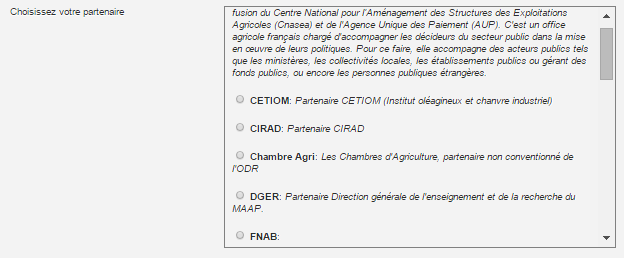 Choisissez votre partenaire
fusion du Centre National pour l'Aménagement des Structures des Exploitations
Agricoles (Cnasea) et de l'Agence Unique des Paiement (AUP). C'est un office
agricole français chargé d'accompagner les décideurs du secteur public dans la mise
en œuvre de leurs politiques. Pour ce faire, elle accompagne des acteurs publics tels
que les ministères, les collectivités locales, les établissements publics ou gérant des
fonds publics, ou encore les personnes publiques étrangères.
CETIOM: Partenaire CETIOM (Institut oléagineux et chanvre industriel)
CIRAD: Partenaire CIRAD
Chambre Agri: Les Chambres d'Agriculture, partenaire non conventionné de
l'ODR
DGER: Partenaire Direction générale de l'enseignement et de la recherche du
MAAP.
FNAB: